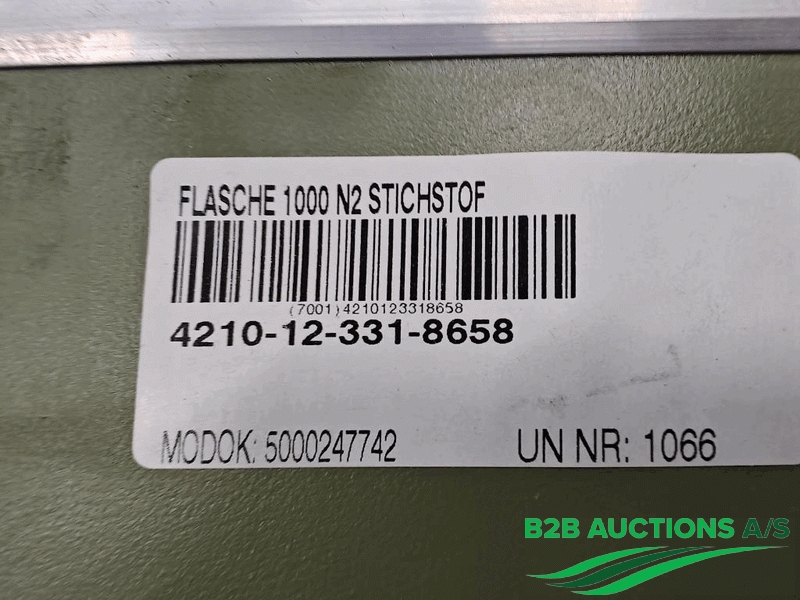 FLASCHE 1000 N2 STICHSTOF
(7001)4210123318658
4210-12-331-8658
MODOK: 5000247742 UN NR: 1066
B2B AUCTIONS A/S